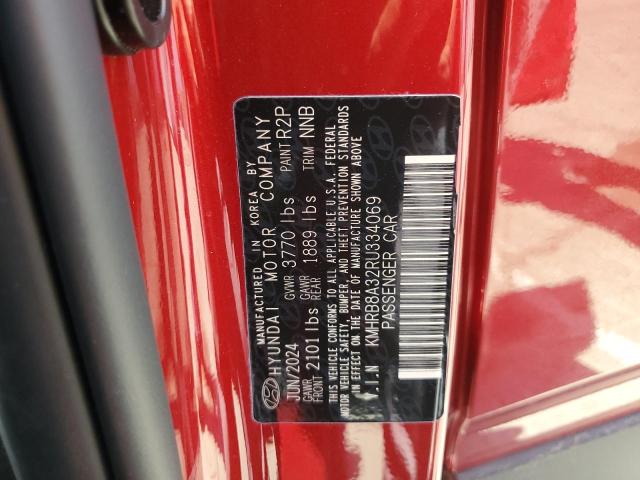 MANUFACTURED IN KOREA BY
HYUNDAI MOTOR COMPANY
JUN/2024 GVWR 3770 lbs PAINT R2P
GAWR FRONT 2101 lbs GAWR REAR 1889 lbs TRIM NNB
THIS VEHICLE CONFORMS TO ALL APPLICABLE U.S.A. FEDERAL
MOTOR VEHICLE SAFETY, BUMPER, AND THEFT PREVENTION STANDARDS
IN EFFECT ON THE DATE OF MANUFACTURE SHOWN ABOVE
V.I.N KMHRB8A32RU334069
PASSENGER CAR